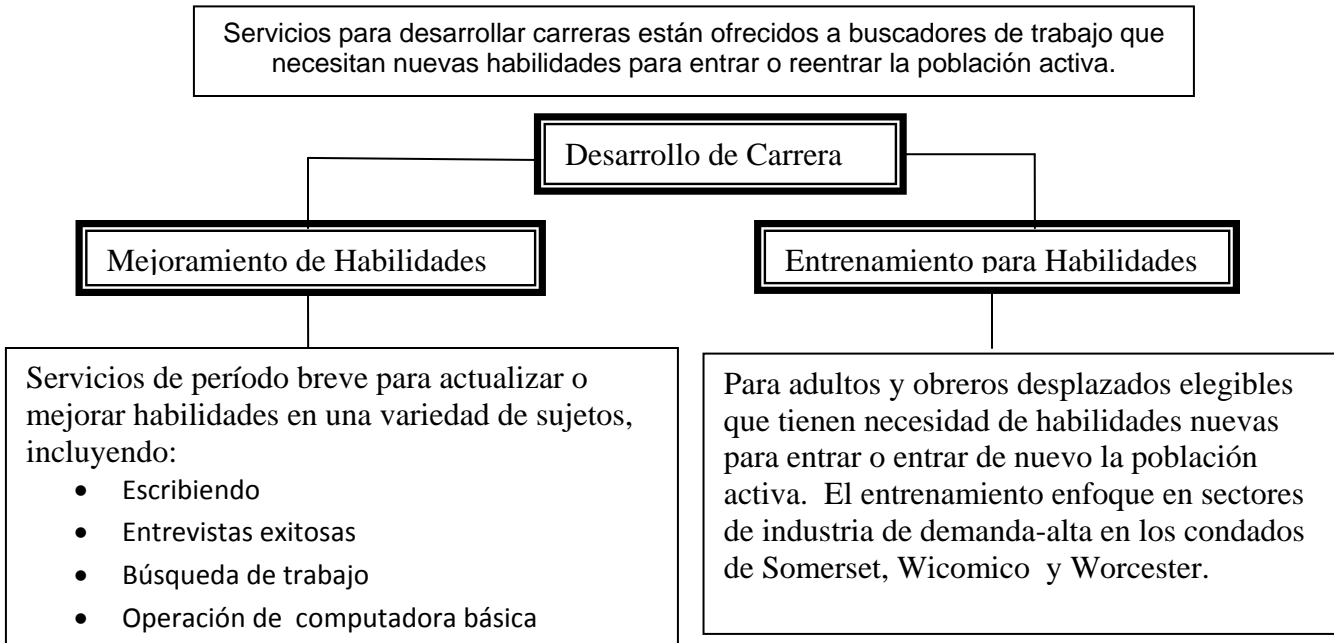 Servicios para desarrollar carreras están ofrecidos a buscadores de trabajo que
necesitan nuevas habilidades para entrar o reentrar la población activa.
Desarrollo de Carrera
Mejoramiento de Habilidades
Entrenamiento para Habilidades
Servicios de período breve para actualizar o
mejorar habilidades en una variedad de sujetos,
incluyendo:
• Escribiendo
• Entrevistas exitosas
• Búsqueda de trabajo
• Operación de computadora básica
Para adultos y obreros desplazados elegibles
que tienen necesidad de habilidades nuevas
para entrar o entrar de nuevo la población
activa. El entrenamiento enfoque en sectores
de industria de demanda-alta en los condados
de Somerset, Wicomico y Worcester.